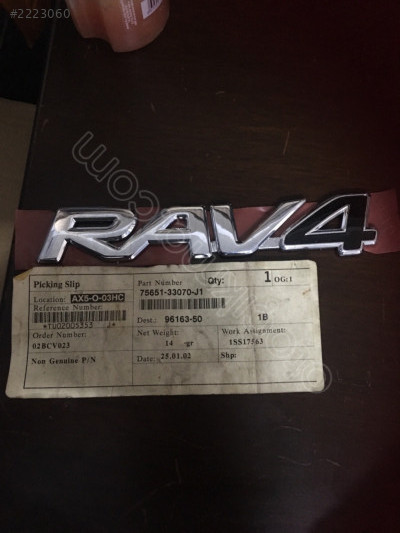 #2223060
RAV4
Picking Slip
Part Number
Qty:
1 OG:1
Location: AX5-O-03HC
75651-33070-J1
Reference Number:
*TU02005353 J*
Dest.: 96163-50
1B
Order Number:
Net Weight:
Work Assignment:
02BCV023
14 gr
1SS17563
Non Genuine P/N
Date: 25.01.02
Shp: